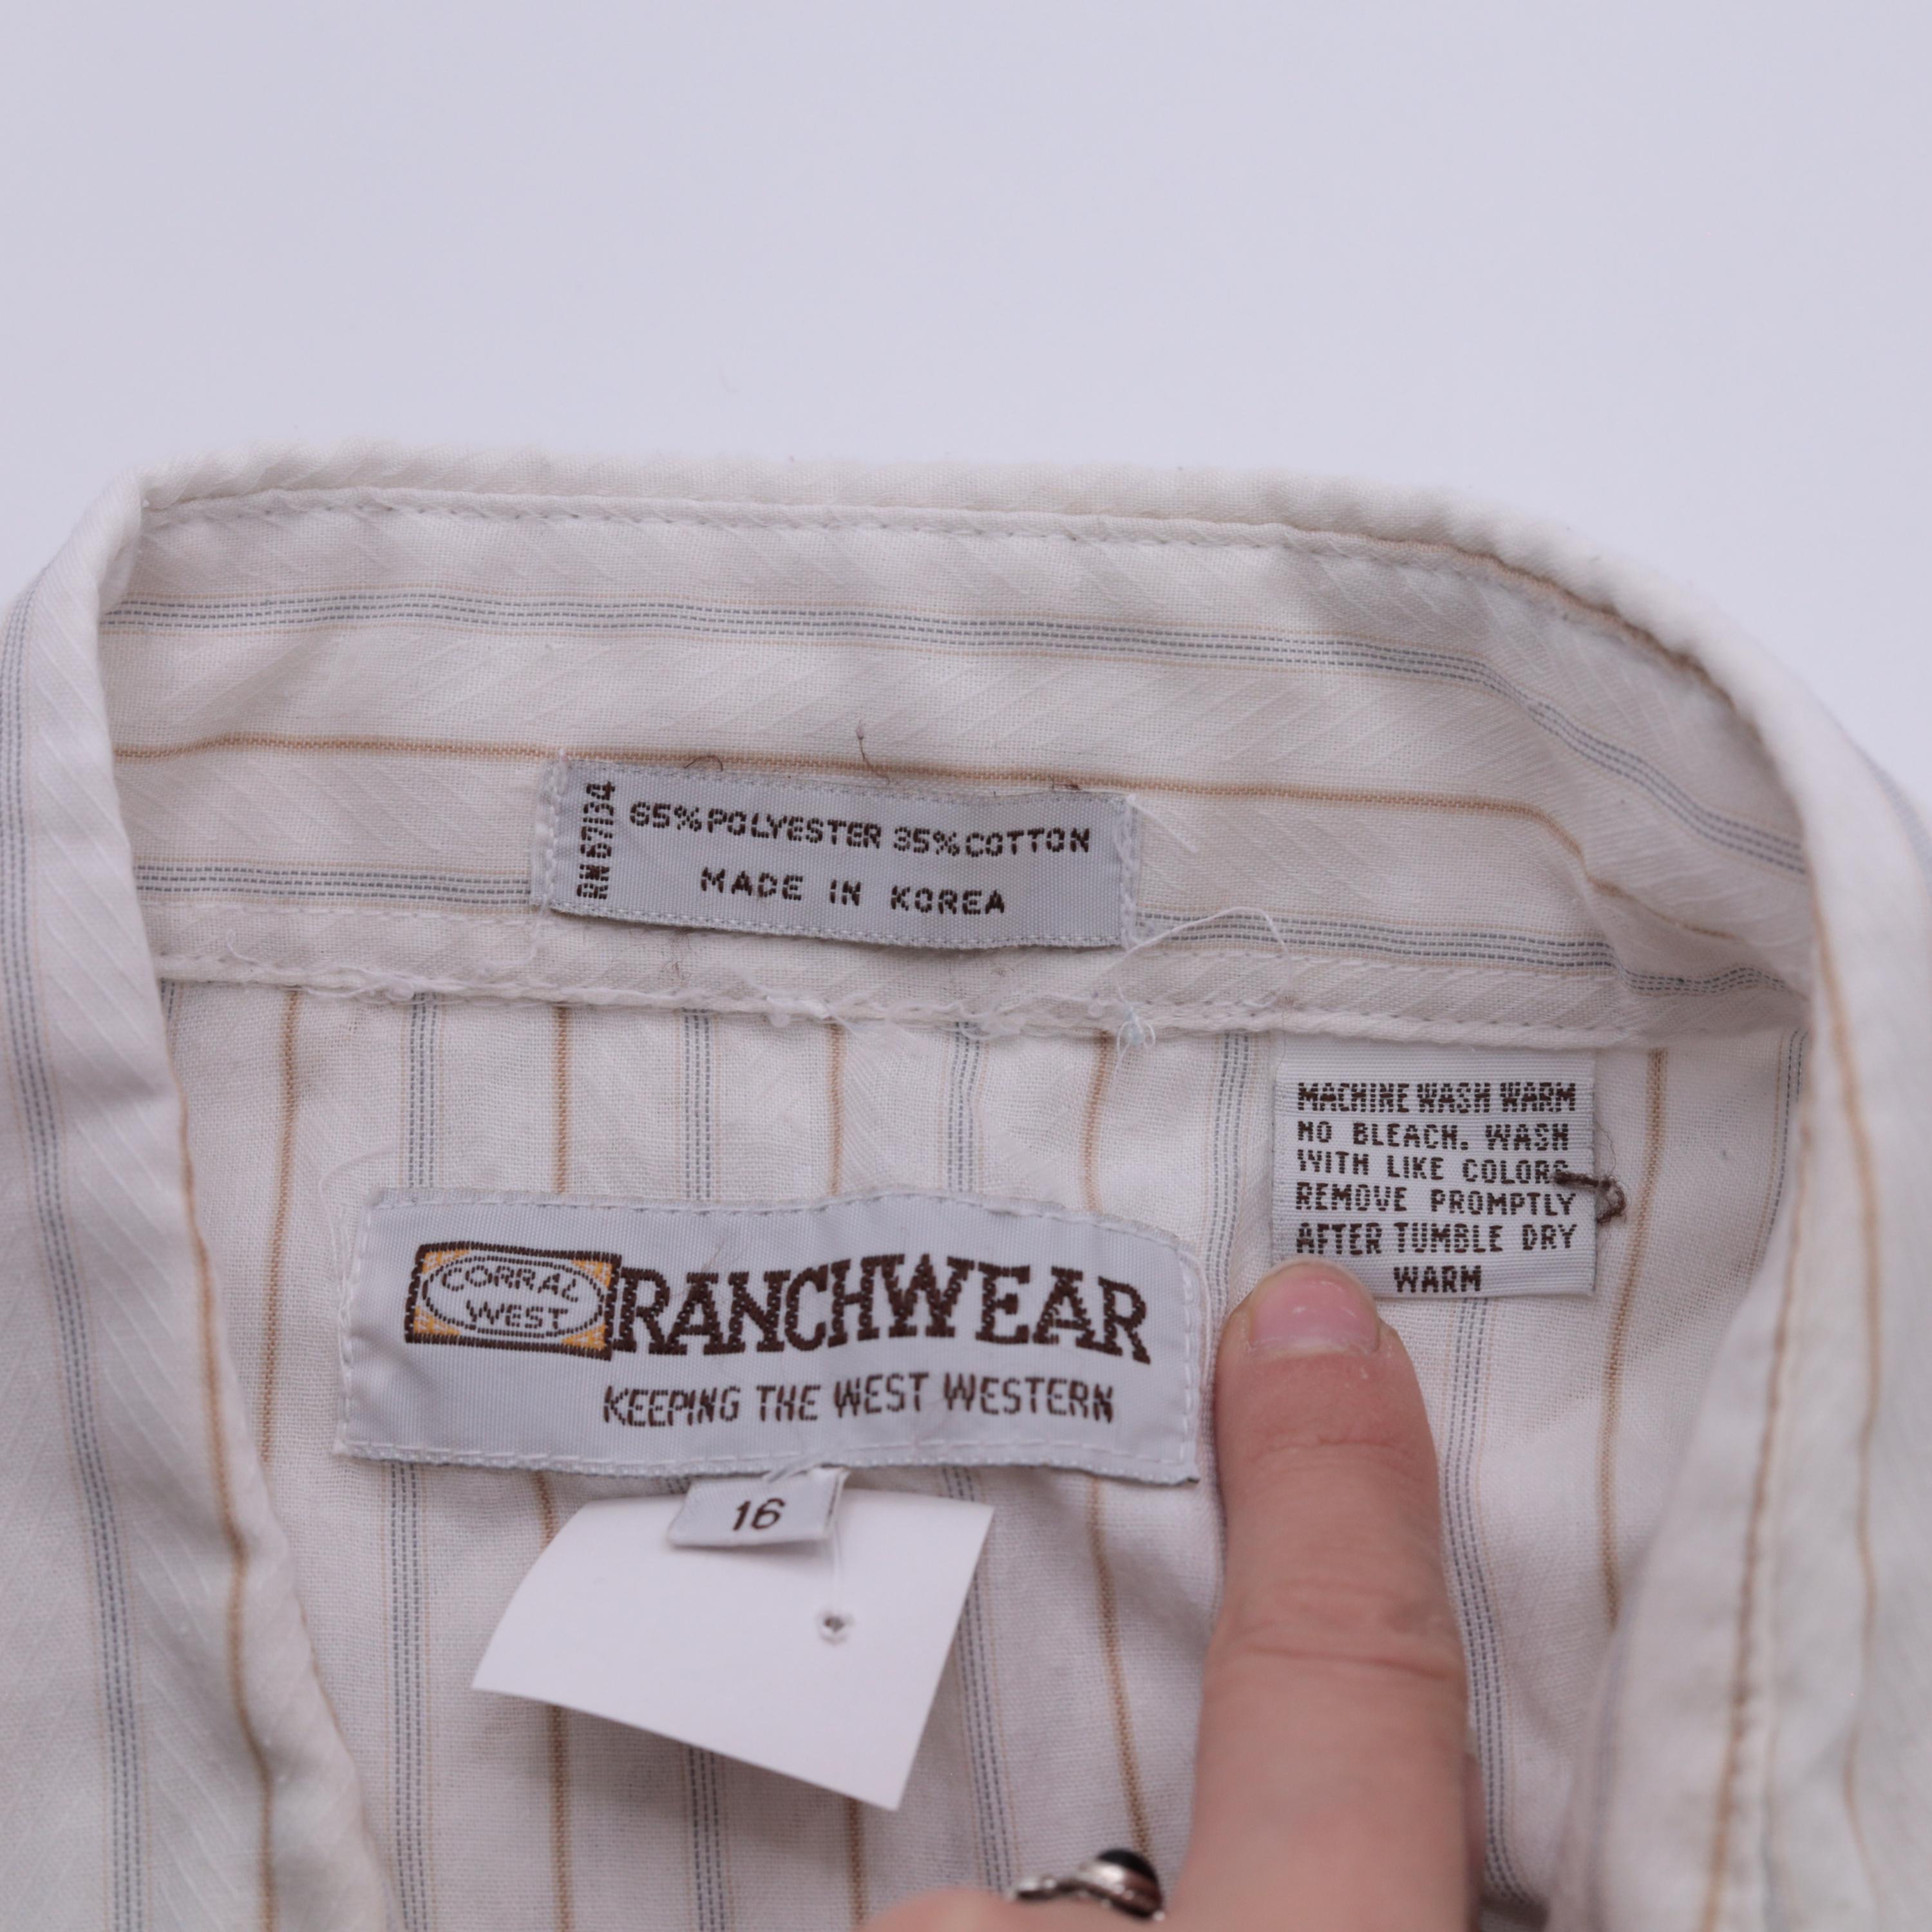 RN 67134
65% POLYESTER 35% COTTON
MADE IN KOREA
MACHINE WASH WARM
NO BLEACH. WASH
WITH LIKE COLORS
REMOVE PROMPTLY
AFTER TUMBLE DRY
WARM
CORRAL
WEST
RANCHWEAR
KEEPING THE WEST WESTERN
16